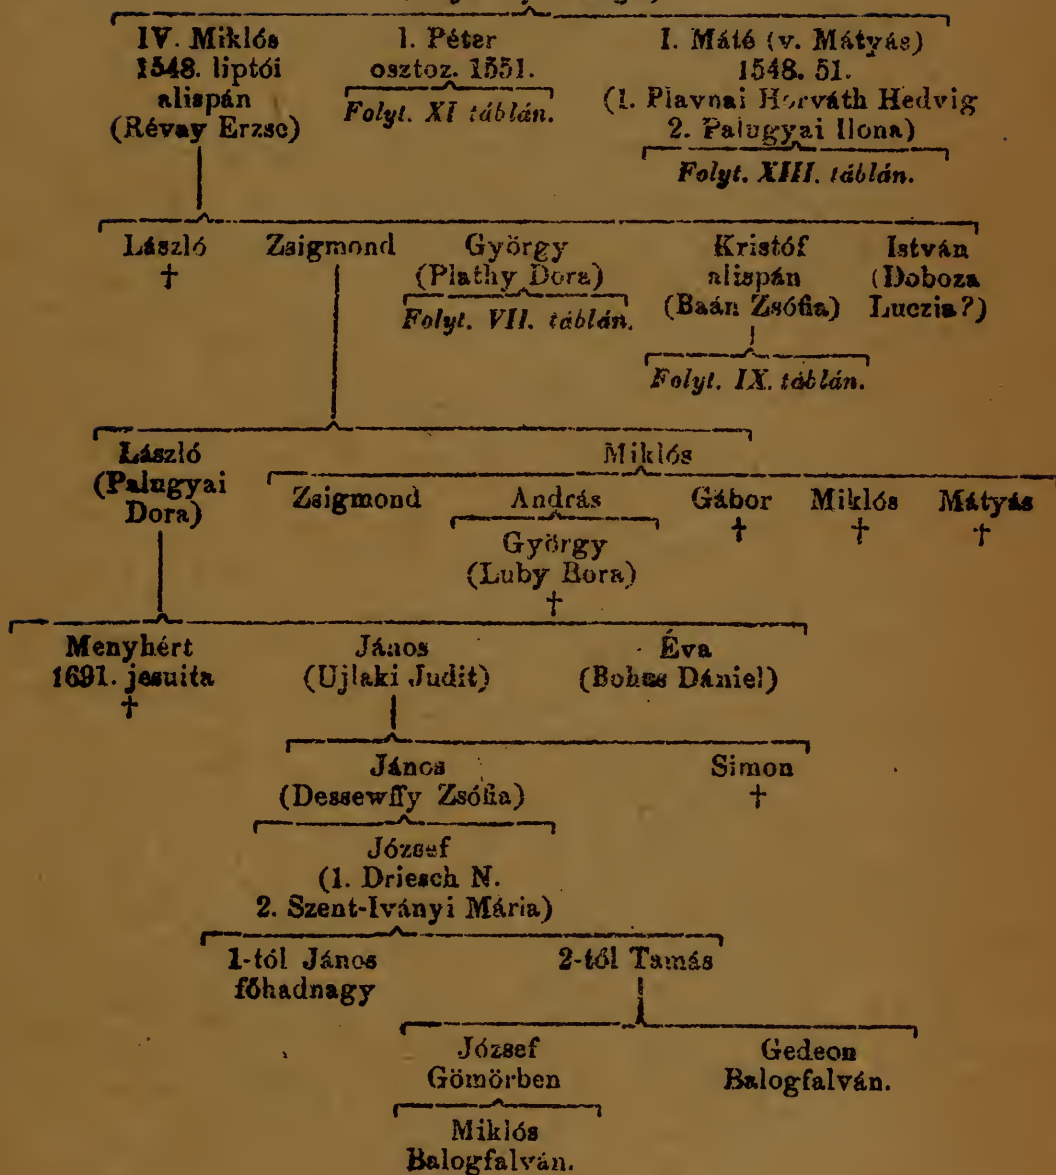 IV. Miklós 1. Péter I. Máté (v. Mátyás)
1548. liptói osztoz. 1551. 1548. 51.
alispán Folyt. XI táblán. (1. Plavnai Horváth Hedvig
(Révay Erzse) 2. Palugyai Ilona)
Folyt. XIII. táblán.
László Zsigmond György Kristóf István
† (Plathy Dora) alispán (Doboza
Folyt. VII. táblán. (Baán Zsófia) Luczia?)
Folyt. IX. táblán.
László Miklós
(Palugyai Zsigmond András Gábor Miklós Mátyás
Dora) † † †
György
(Luby Bora)
†
Menyhért János Éva
1691. jesuita (Ujlaki Judit) (Bohus Dániel)
†
János Simon
(Dessewffy Zsófia) †
József
(1. Driesch N.
2. Szent-Iványi Mária)
1-tól János 2-tól Tamás
főhadnagy
József Gedeon
Gömörben Balogfalván.
Miklós
Balogfalván.